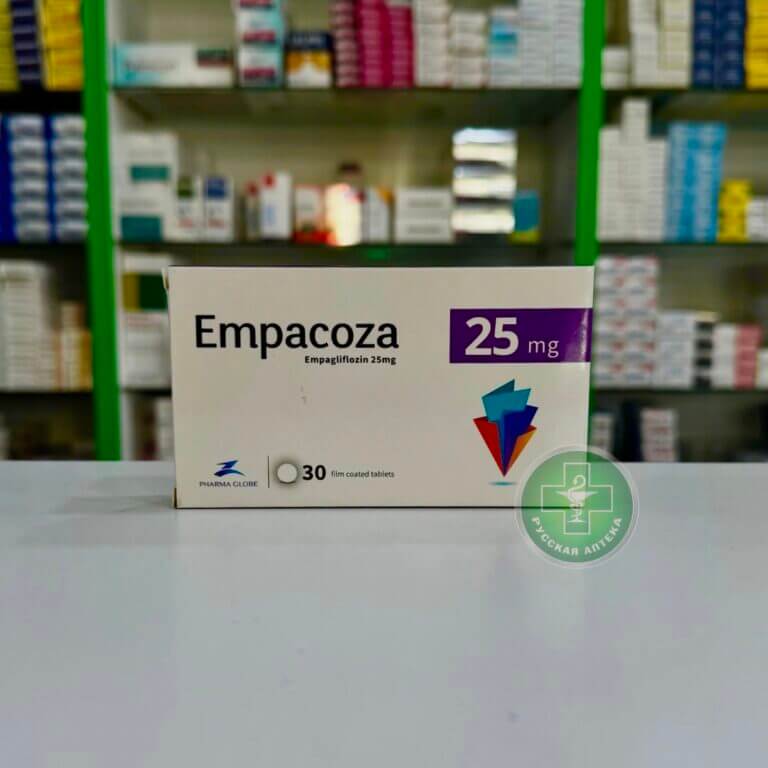 Empacoza
Empagliflozin 25mg
25 mg
PHARMA GLOBE
30 film coated tablets
РУССКАЯ АПТЕКА